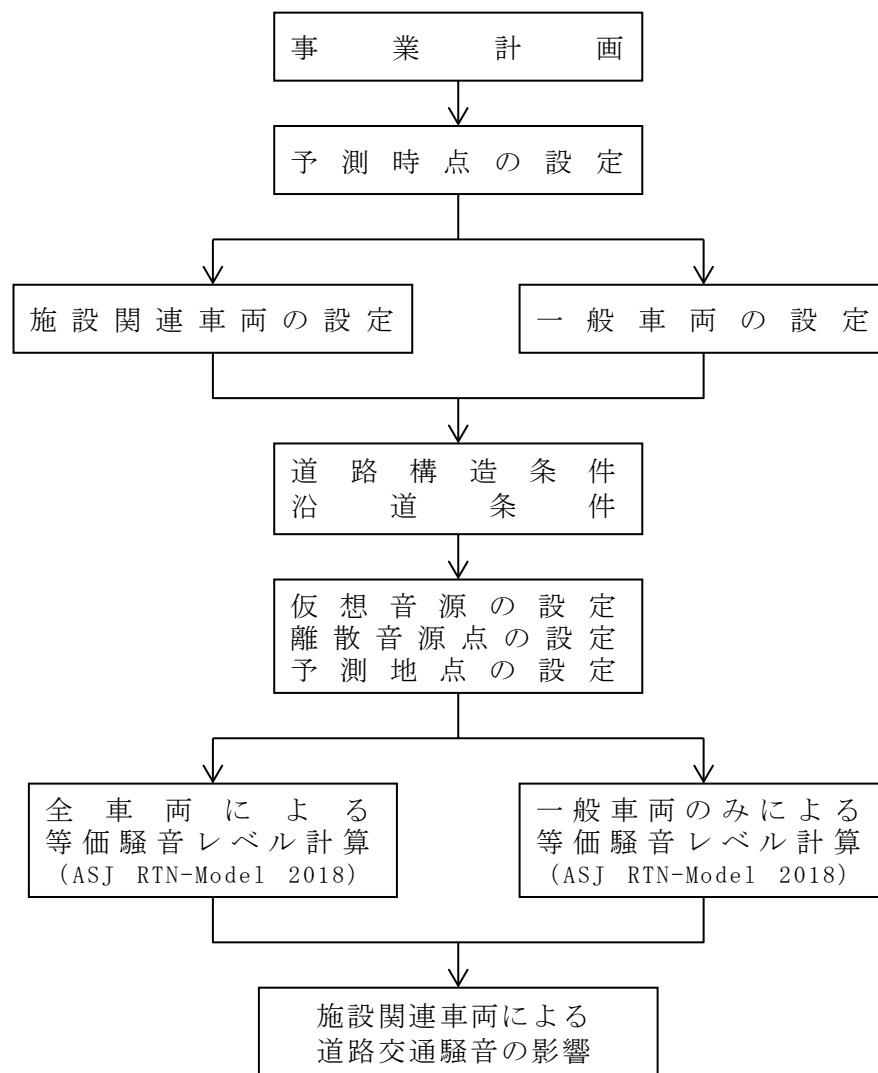 事業計画
予測時点の設定
施設関連車両の設定
一般車両の設定
道路構造条件
沿道条件
仮想音源の設定
離散音源点の設定
予測地点の設定
全車両による
等価騒音レベル計算
(ASJ RTN-Model 2018)
一般車両のみによる
等価騒音レベル計算
(ASJ RTN-Model 2018)
施設関連車両による
道路交通騒音の影響